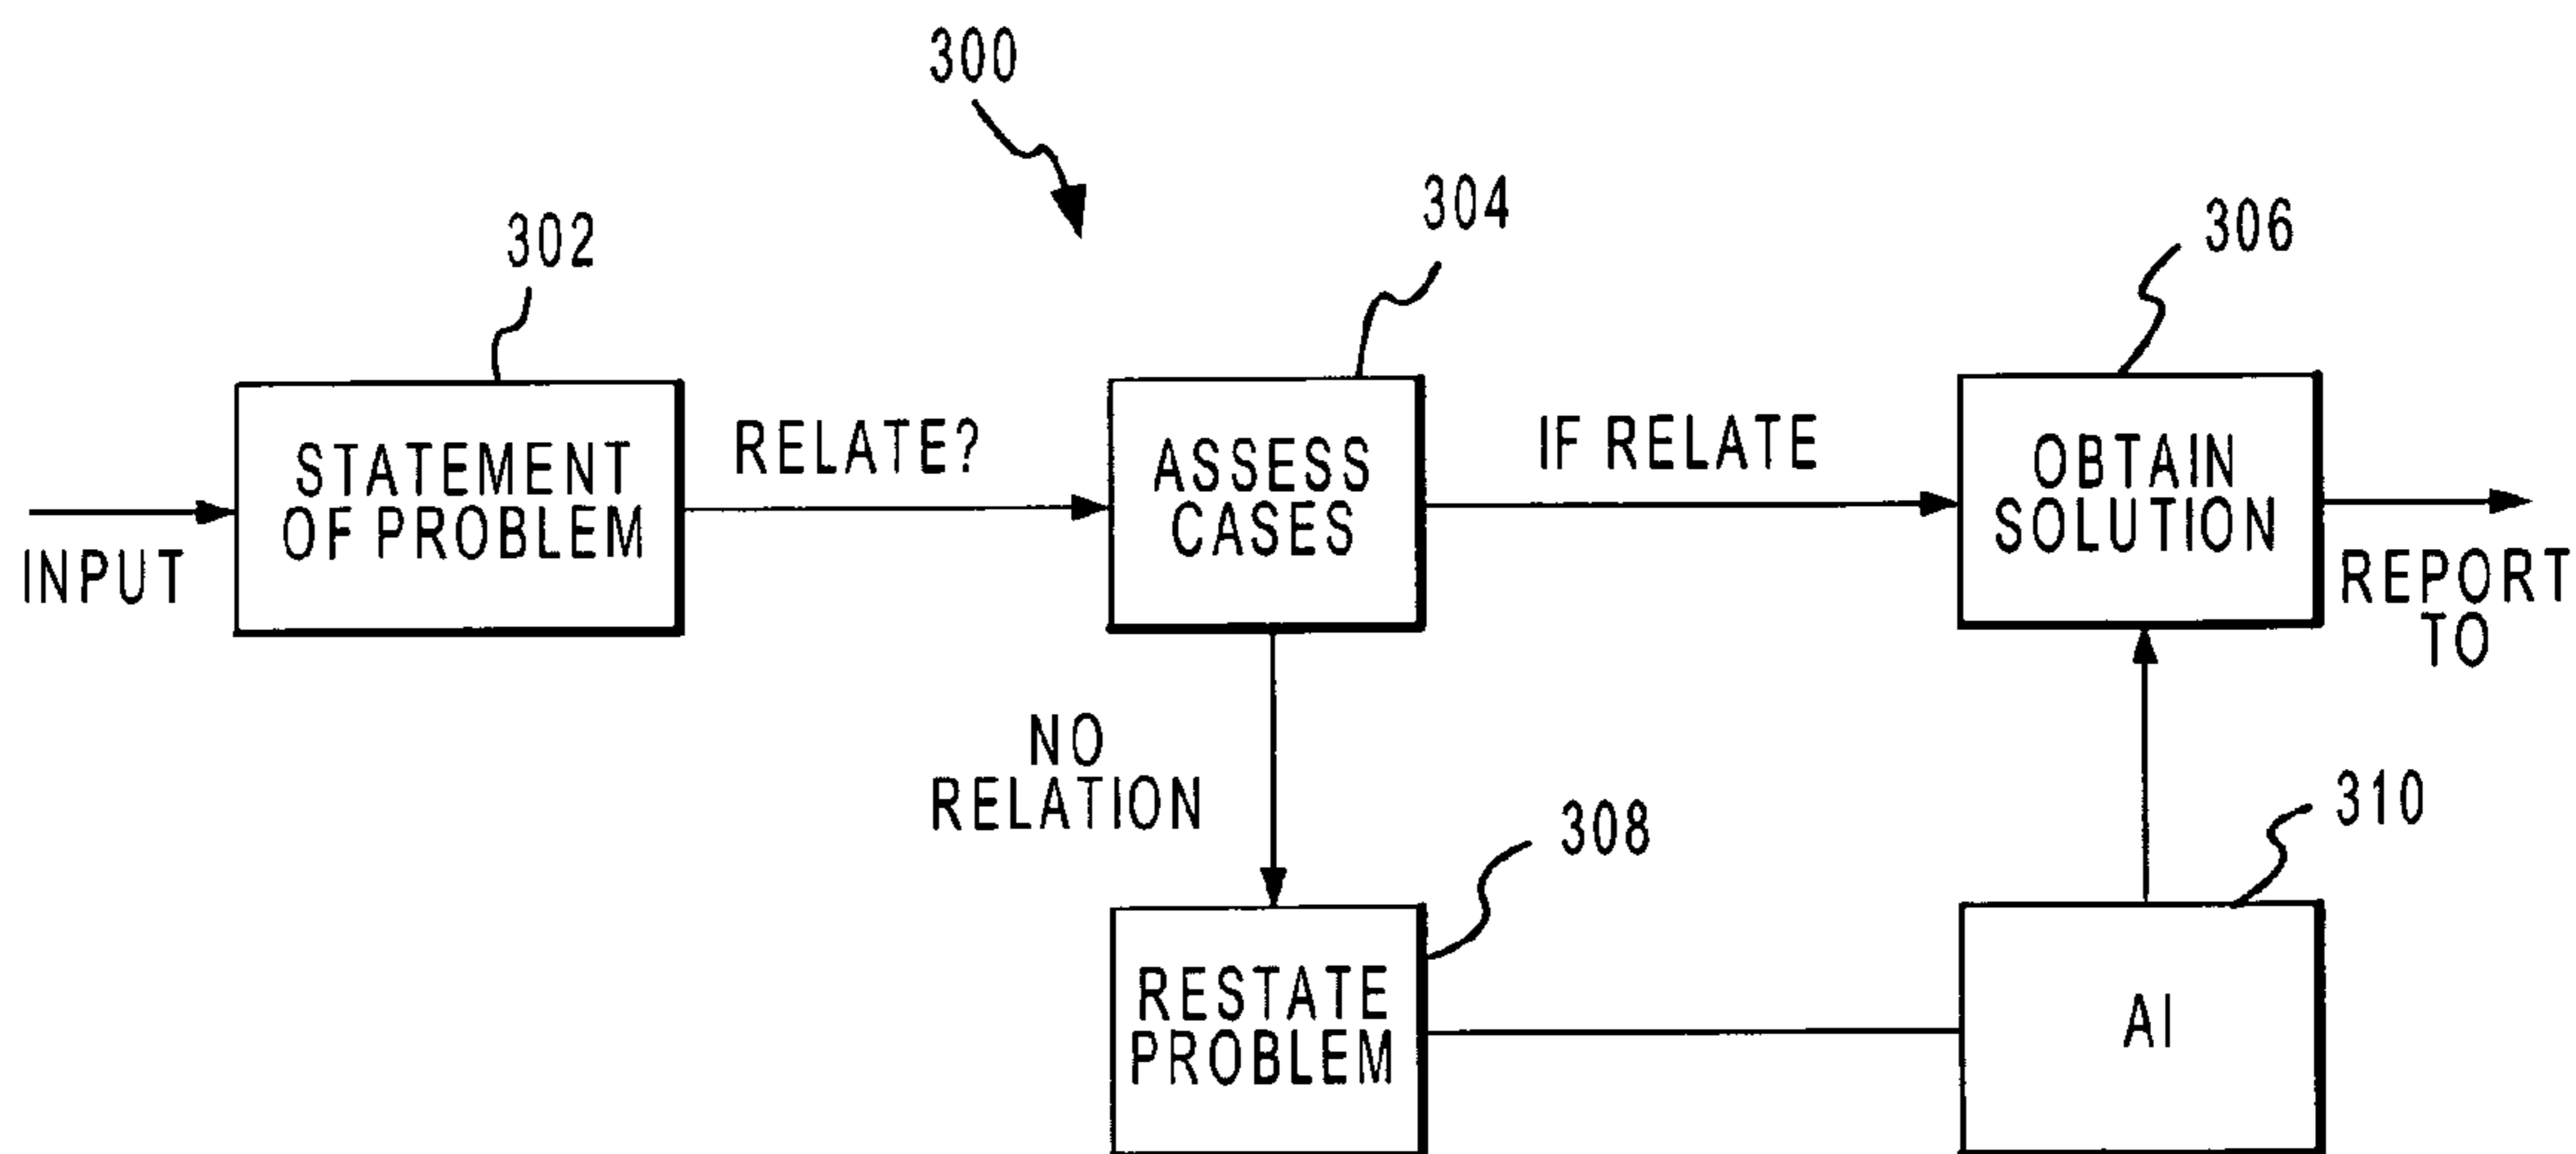 300
304
306
302
RELATE?
IF RELATE
STATEMENT
OF PROBLEM
ASSESS
CASES
OBTAIN
SOLUTION
INPUT
REPORT
TO
NO
RELATION
308
310
RESTATE
PROBLEM
AI